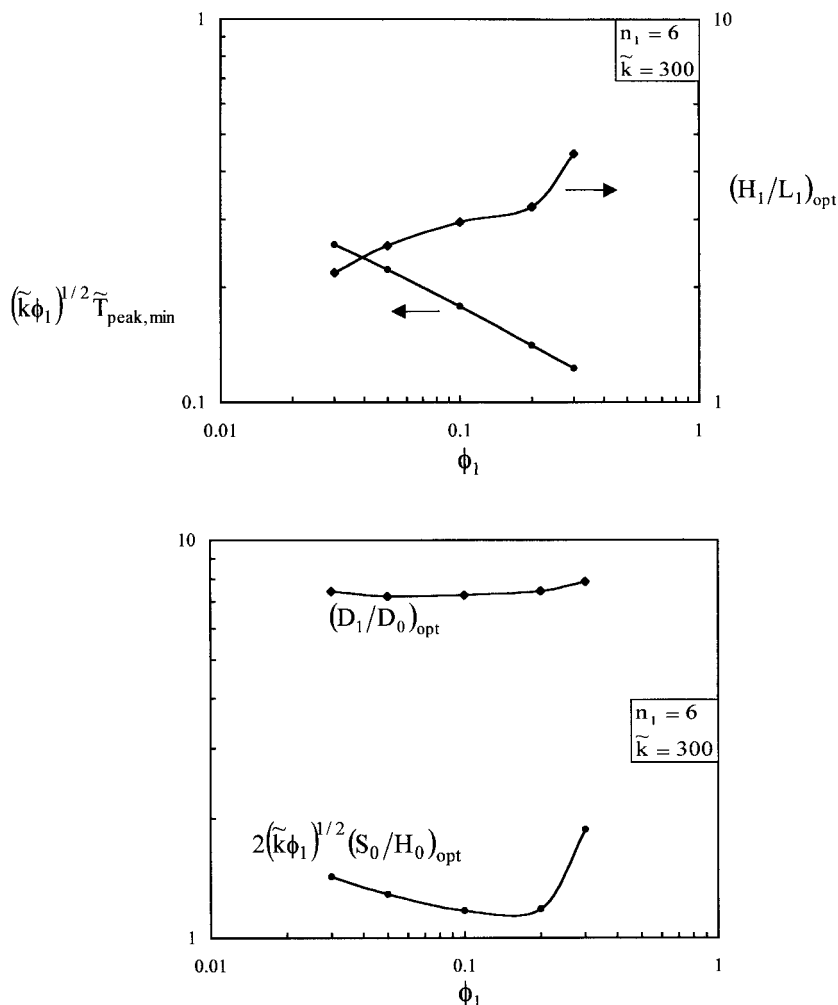 1
10
n₁ = 6
k̃ = 300
(H₁/L₁)opt
(k̃ϕ₁)^1/2 T̃peak,min
0.1
1
0.01
0.1
1
ϕ₁
10
(D₁/D₀)opt
n₁ = 6
k̃ = 300
2(k̃ϕ₁)^1/2 (S₀/H₀)opt
1
0.01
0.1
1
ϕ₁